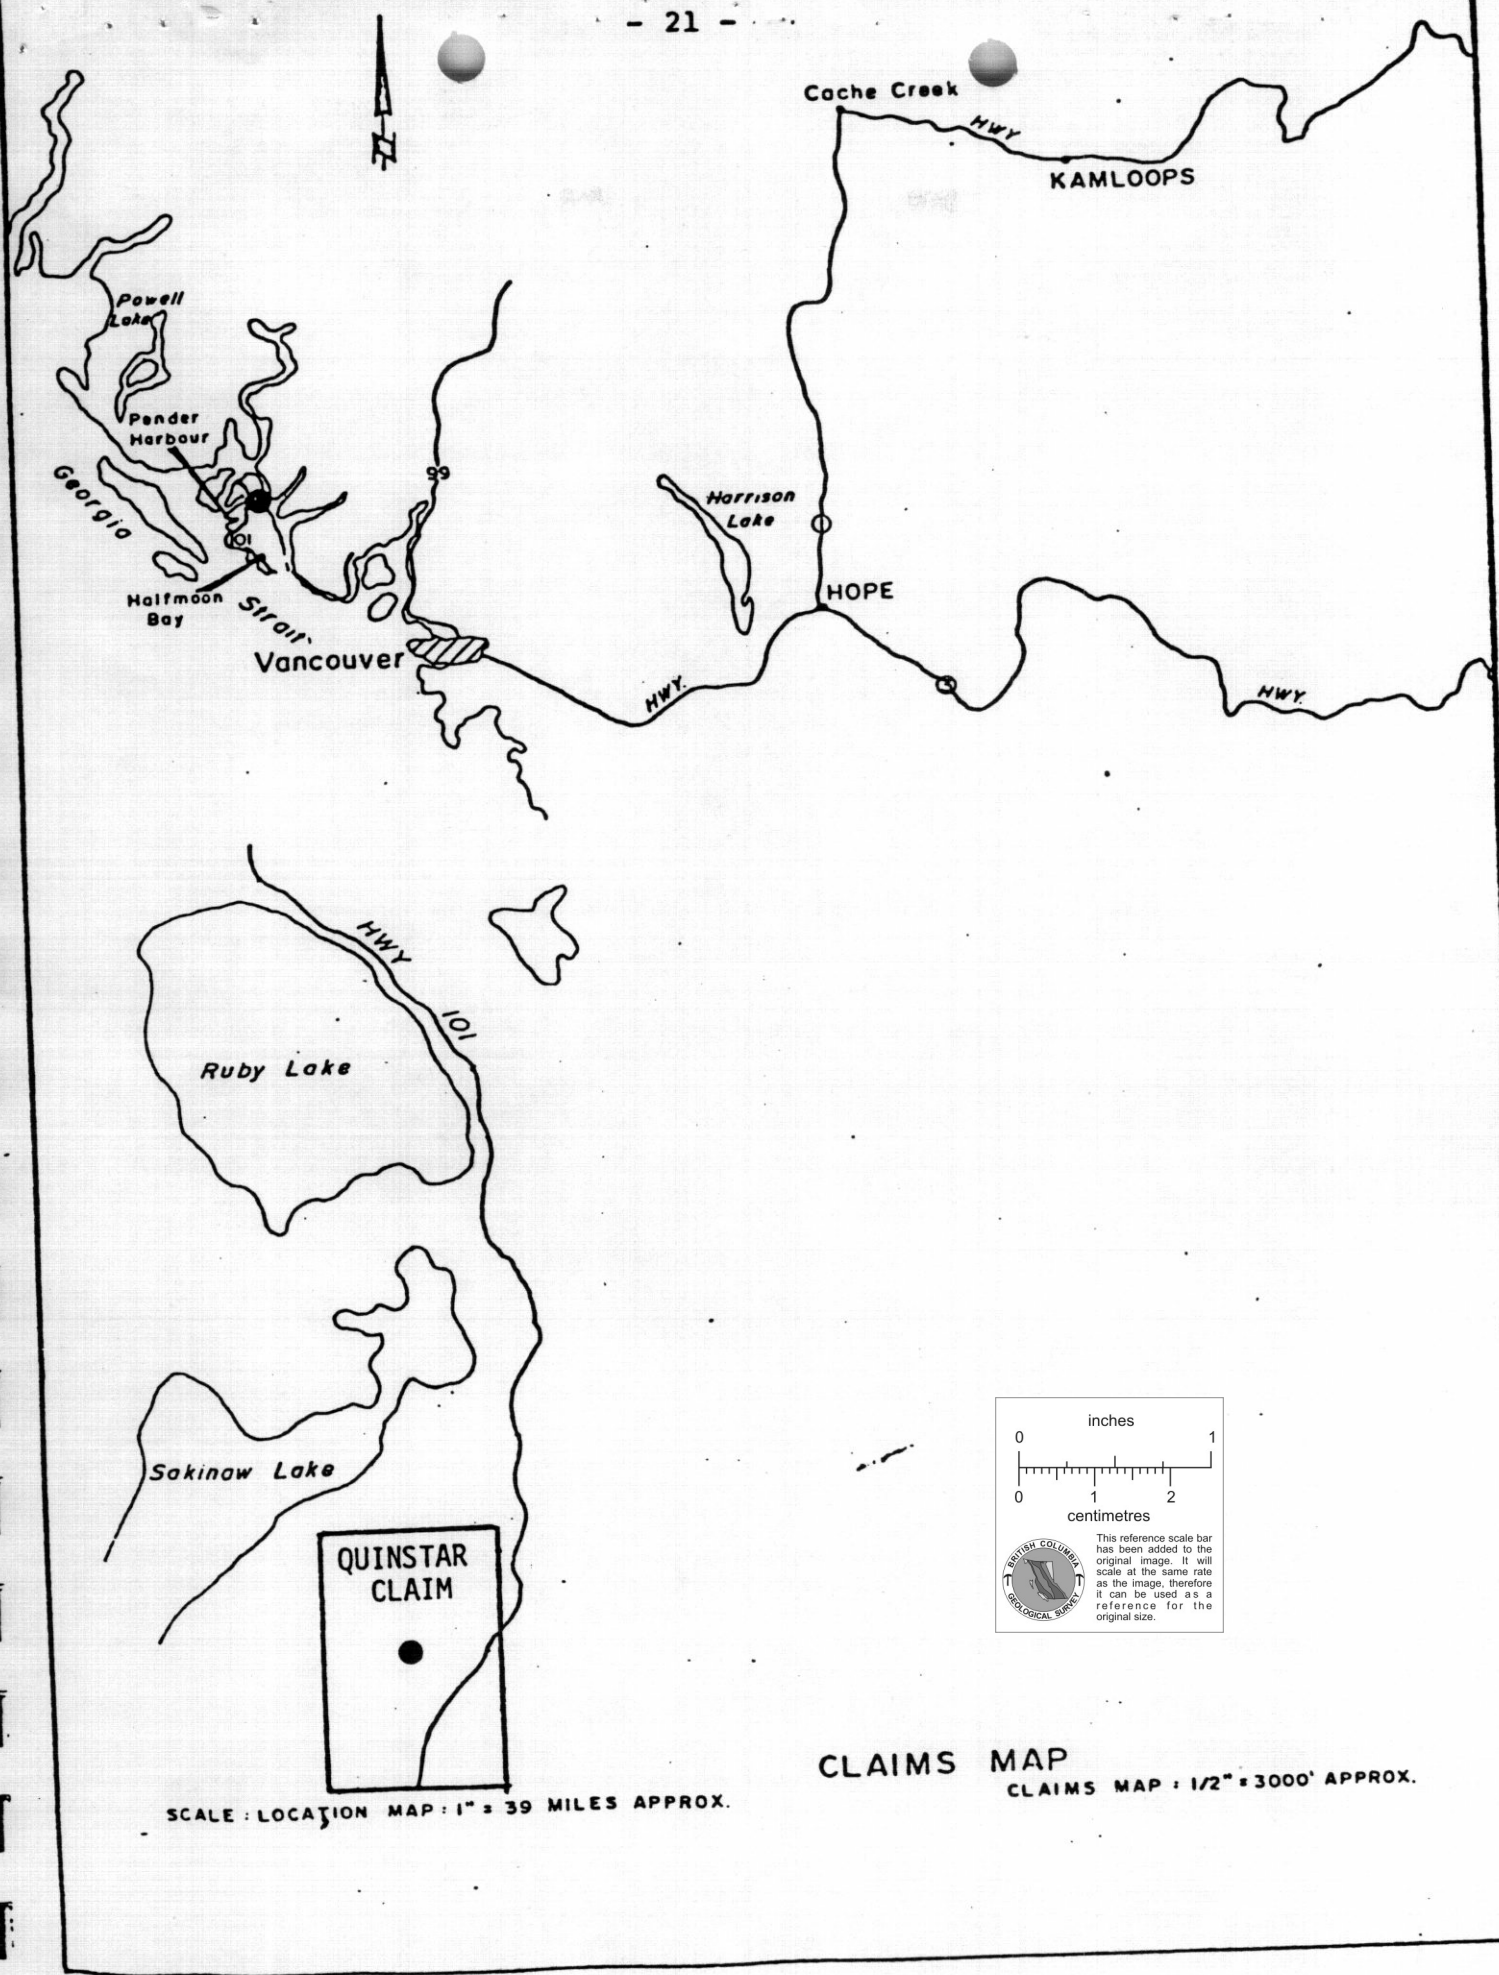 - 21 -
N
Cache Creek
HWY
KAMLOOPS
Powell
Lake
Pender
Harbour
Georgia
99
101
Harrison
Lake
HOPE
Halfmoon
Bay
Strait
Vancouver
HWY.
HWY.
HWY
101
Ruby Lake
Sakinaw Lake
QUINSTAR
CLAIM
inches
0 1
0 1 2
centimetres
BRITISH COLUMBIA
GEOLOGICAL SURVEY
This reference scale bar
has been added to the
original image. It will
scale at the same rate
as the image, therefore
it can be used as a
reference for the
original size.
CLAIMS MAP
CLAIMS MAP : 1/2" = 3000' APPROX.
SCALE : LOCATION MAP : 1" = 39 MILES APPROX.